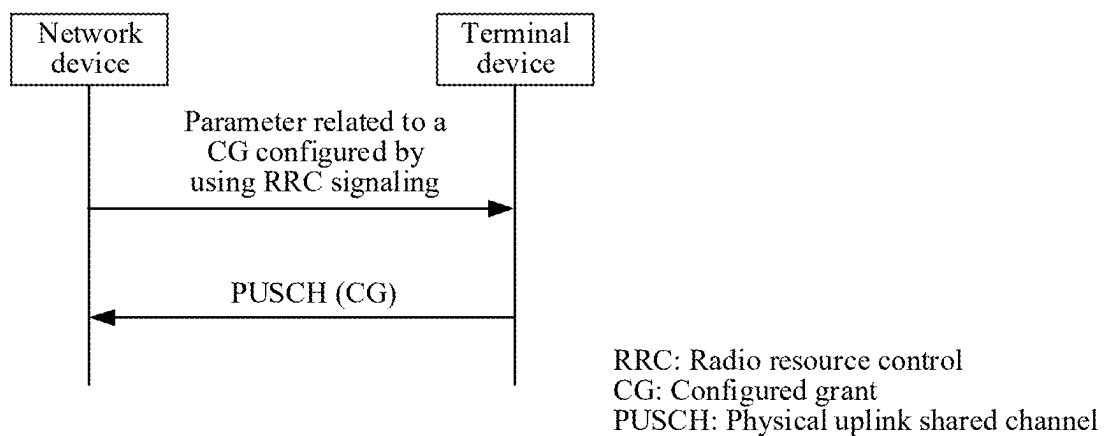 Network
device
Terminal
device
Parameter related to a
CG configured by
using RRC signaling
PUSCH (CG)
RRC: Radio resource control
CG: Configured grant
PUSCH: Physical uplink shared channel